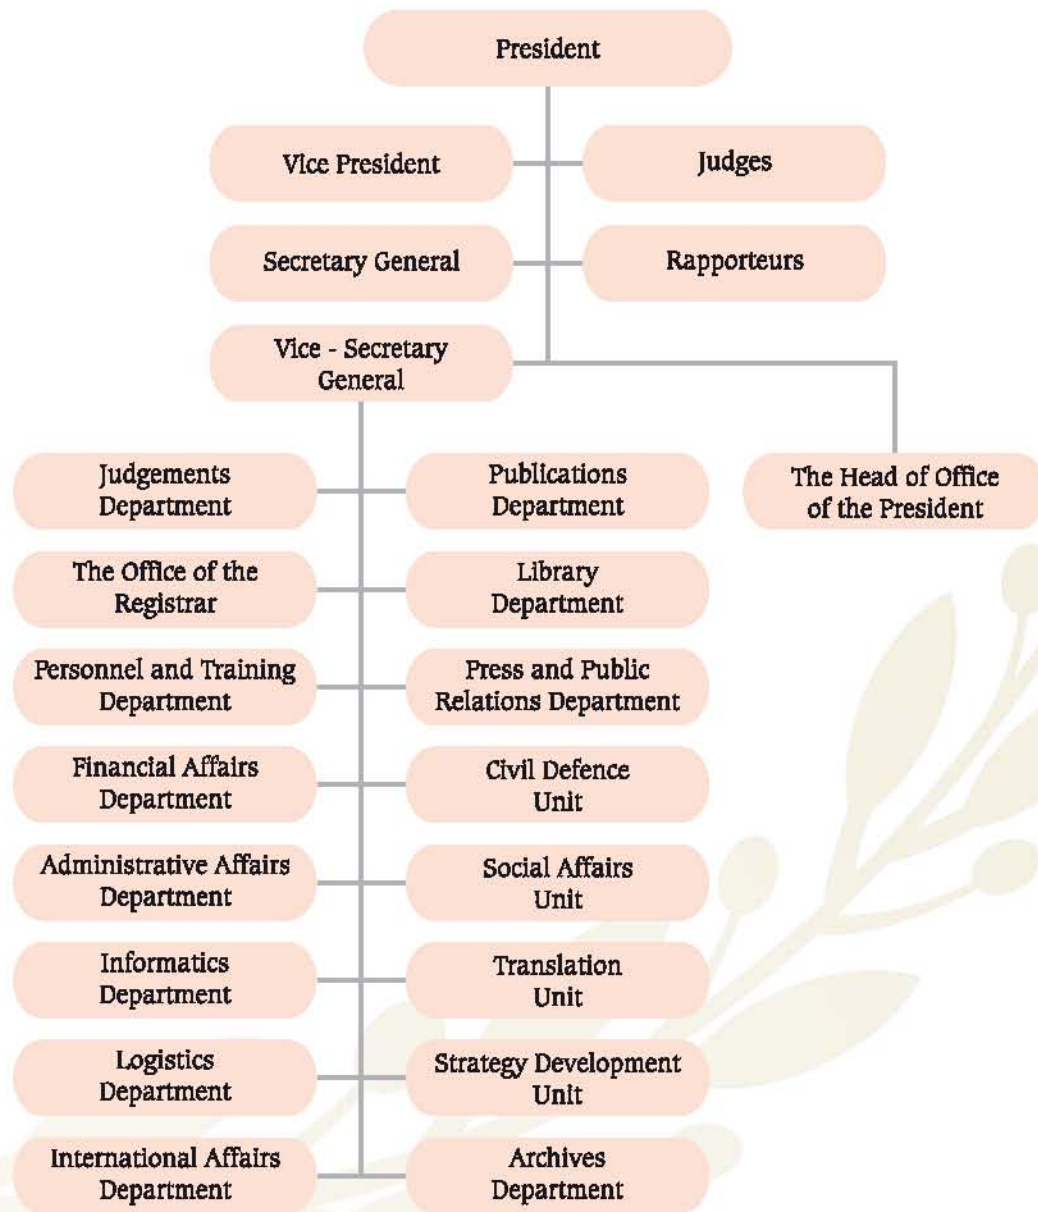 President
Vice President
Judges
Secretary General
Rapporteurs
Vice - Secretary
General
Judgements
Department
Publications
Department
The Head of Office
of the President
The Office of the
Registrar
Library
Department
Personnel and Training
Department
Press and Public
Relations Department
Financial Affairs
Department
Civil Defence
Unit
Administrative Affairs
Department
Social Affairs
Unit
Informatics
Department
Translation
Unit
Logistics
Department
Strategy Development
Unit
International Affairs
Department
Archives
Department